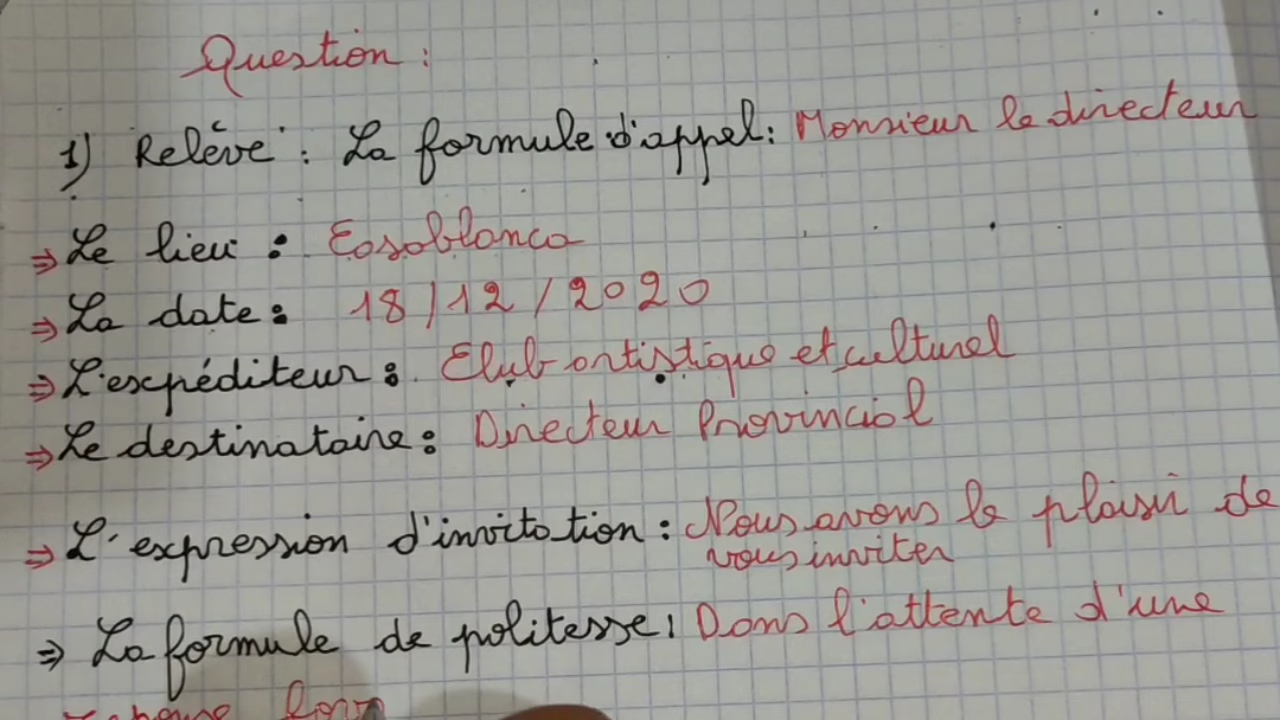 Question :
1) Relève : La formule d'appel : Monsieur le directeur
⇒ Le lieu : Casablanca
⇒ La date : 18/12/2020
⇒ L'expéditeur : Club artistique et culturel
⇒ Le destinataire : Directeur Provincial
⇒ L'expression d'invitation : Nous avons le plaisir de
vous inviter
⇒ La formule de politesse : Dans l'attente d'une